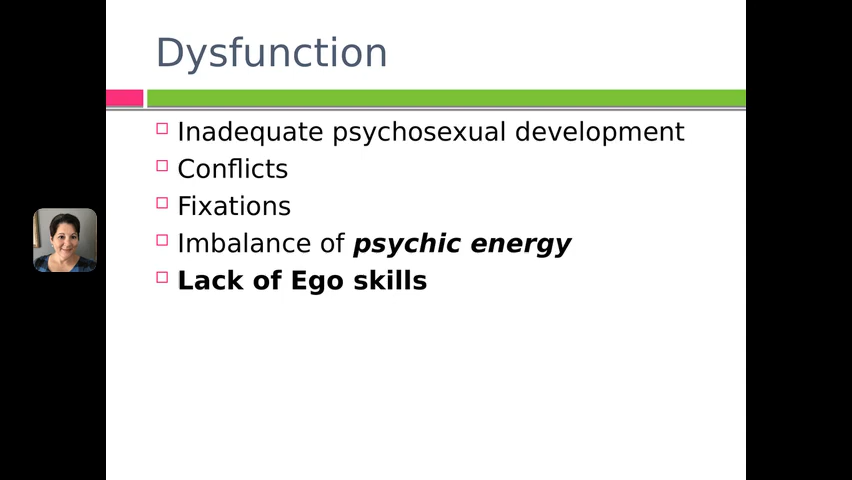 Dysfunction
Inadequate psychosexual development
Conflicts
Fixations
Imbalance of psychic energy
Lack of Ego skills